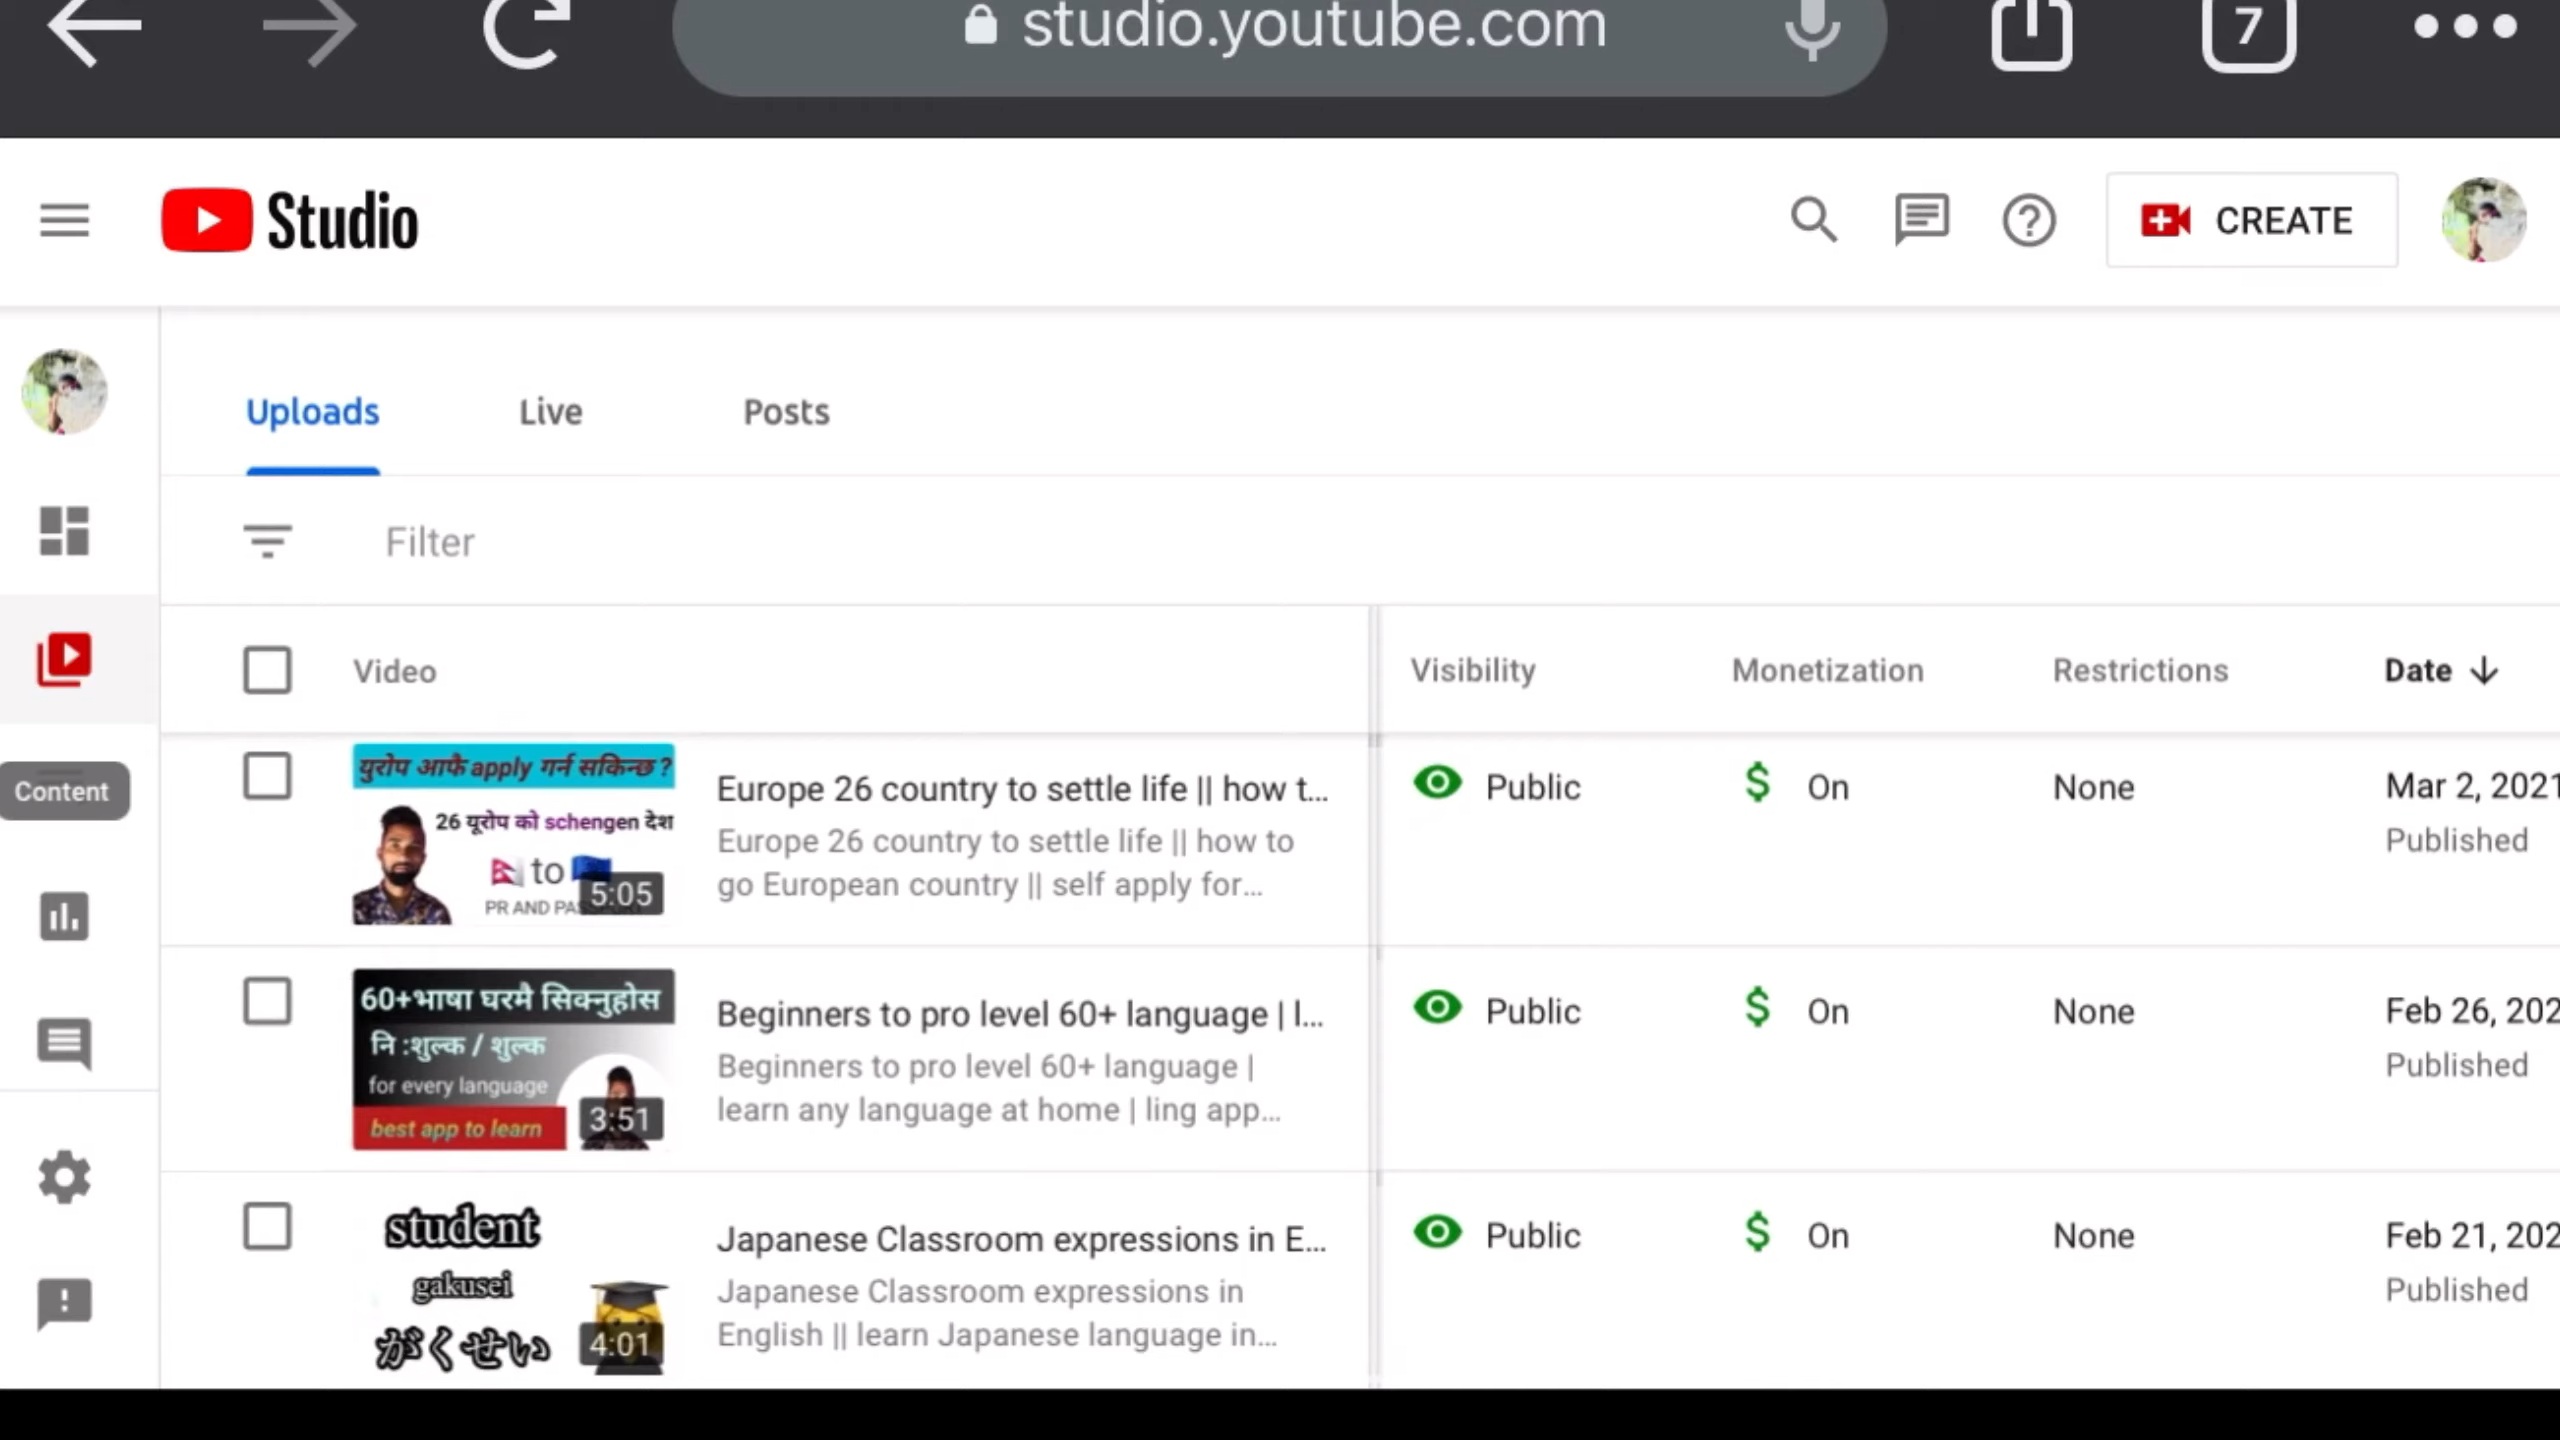 studio.youtube.com
7
Studio
CREATE
Uploads Live Posts
Filter
Video Visibility Monetization Restrictions Date
Content
युरोप आफै apply गर्न सकिन्छ ?
26 यूरोप को schengen देश
to
PR AND PAS
5:05
Europe 26 country to settle life || how t...
Europe 26 country to settle life || how to
go European country || self apply for...
Public
On
None
Mar 2, 2021
Published
60+भाषा घरमै सिक्नुहोस
नि :शुल्क / शुल्क
for every language
best app to learn
3:51
Beginners to pro level 60+ language | l...
Beginners to pro level 60+ language |
learn any language at home | ling app...
Public
On
None
Feb 26, 202
Published
student
gakusei
がくせい
4:01
Japanese Classroom expressions in E...
Japanese Classroom expressions in
English || learn Japanese language in...
Public
On
None
Feb 21, 202
Published